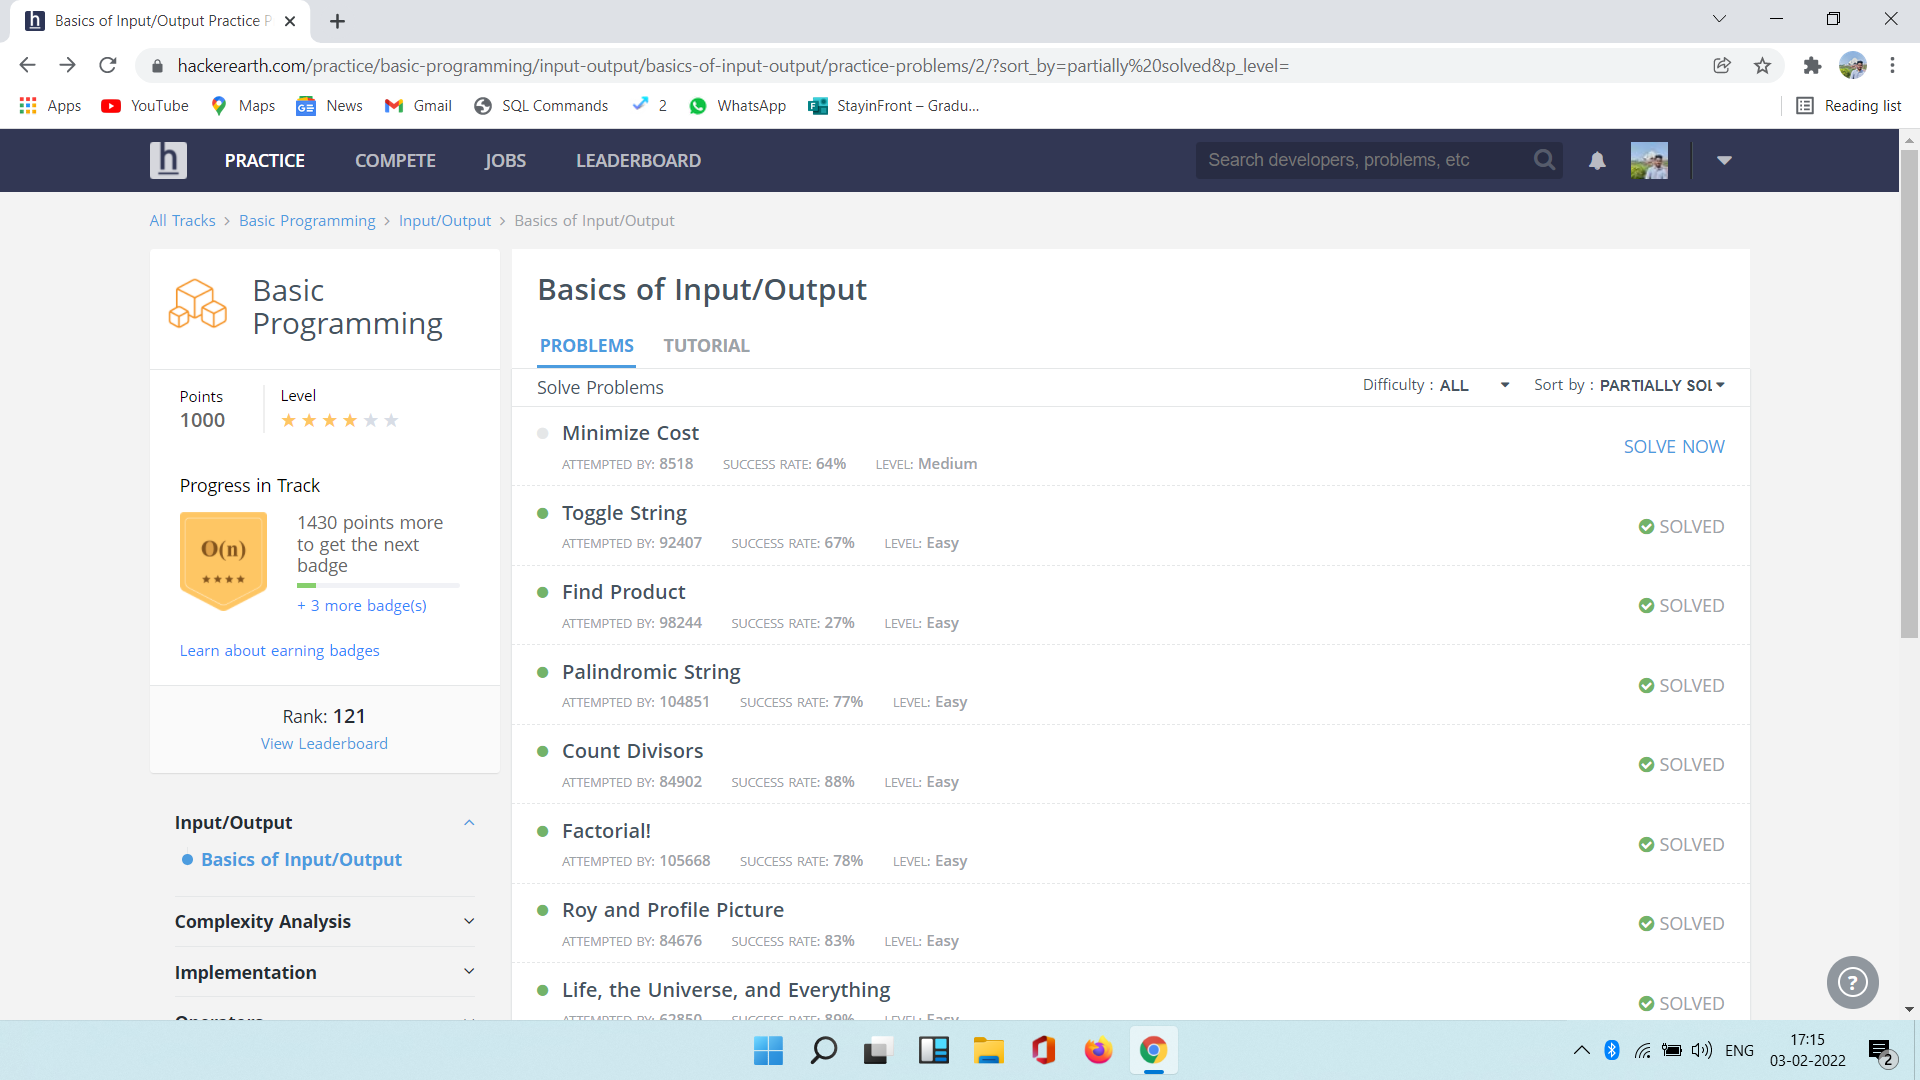 Basics of Input/Output Practice P
hackerearth.com/practice/basic-programming/input-output/basics-of-input-output/practice-problems/2/?sort_by=partially%20solved&p_level=
Apps YouTube Maps News Gmail SQL Commands 2 WhatsApp StayinFront – Gradu... Reading list
h PRACTICE COMPETE JOBS LEADERBOARD Search developers, problems, etc
All Tracks > Basic Programming > Input/Output > Basics of Input/Output
Basic
Programming
Points
1000
Level
Progress in Track
O(n)
1430 points more
to get the next
badge
+ 3 more badge(s)
Learn about earning badges
Rank: 121
View Leaderboard
Input/Output
Basics of Input/Output
Complexity Analysis
Implementation
Operators
Basics of Input/Output
PROBLEMS TUTORIAL
Solve Problems Difficulty : ALL Sort by : PARTIALLY SOL
Minimize Cost
ATTEMPTED BY: 8518 SUCCESS RATE: 64% LEVEL: Medium
SOLVE NOW
Toggle String
ATTEMPTED BY: 92407 SUCCESS RATE: 67% LEVEL: Easy
SOLVED
Find Product
ATTEMPTED BY: 98244 SUCCESS RATE: 27% LEVEL: Easy
SOLVED
Palindromic String
ATTEMPTED BY: 104851 SUCCESS RATE: 77% LEVEL: Easy
SOLVED
Count Divisors
ATTEMPTED BY: 84902 SUCCESS RATE: 88% LEVEL: Easy
SOLVED
Factorial!
ATTEMPTED BY: 105668 SUCCESS RATE: 78% LEVEL: Easy
SOLVED
Roy and Profile Picture
ATTEMPTED BY: 84676 SUCCESS RATE: 83% LEVEL: Easy
SOLVED
Life, the Universe, and Everything
ATTEMPTED BY: 62850 SUCCESS RATE: 89% LEVEL: Easy
SOLVED
?
ENG
17:15
03-02-2022
2